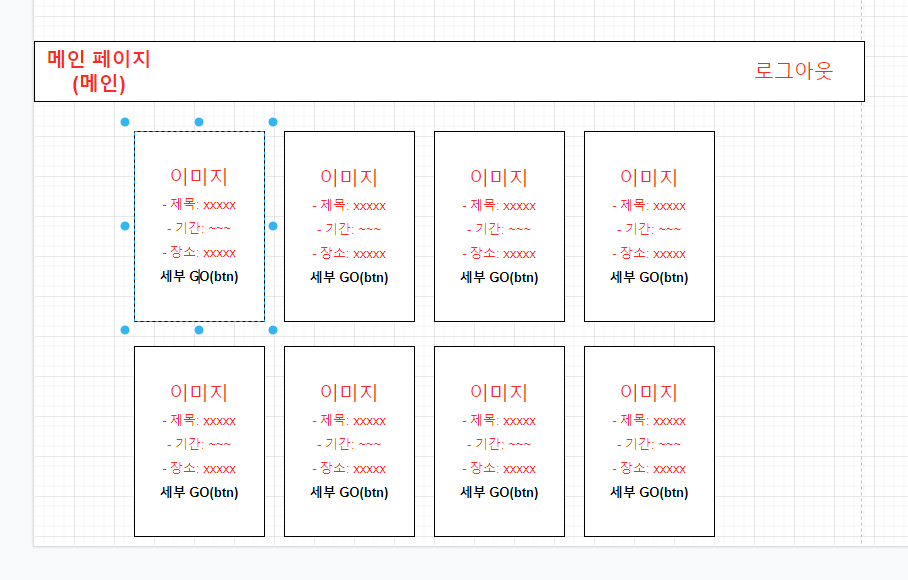 메인 페이지
(메인)
로그아웃
이미지
- 제목: xxxxx
- 기간: ~~~
- 장소: xxxxx
세부 GO(btn)
이미지
- 제목: xxxxx
- 기간: ~~~
- 장소: xxxxx
세부 GO(btn)
이미지
- 제목: xxxxx
- 기간: ~~~
- 장소: xxxxx
세부 GO(btn)
이미지
- 제목: xxxxx
- 기간: ~~~
- 장소: xxxxx
세부 GO(btn)
이미지
- 제목: xxxxx
- 기간: ~~~
- 장소: xxxxx
세부 GO(btn)
이미지
- 제목: xxxxx
- 기간: ~~~
- 장소: xxxxx
세부 GO(btn)
이미지
- 제목: xxxxx
- 기간: ~~~
- 장소: xxxxx
세부 GO(btn)
이미지
- 제목: xxxxx
- 기간: ~~~
- 장소: xxxxx
세부 GO(btn)